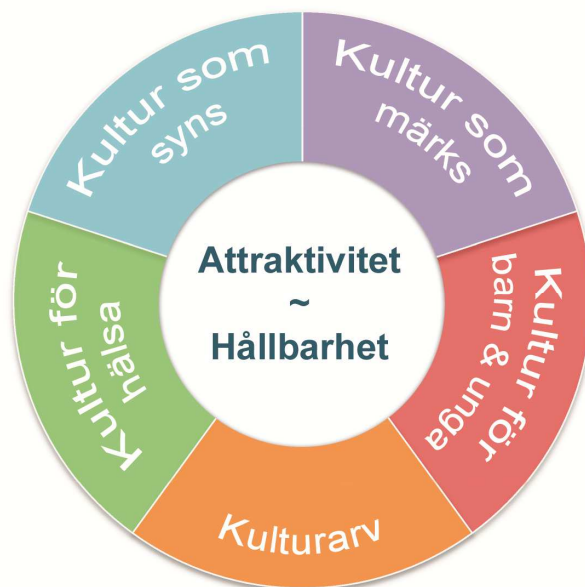 Kultur som
syns
Kultur som
märks
Kultur för
barn & unga
Kulturarv
Kultur för
hälsa
Attraktivitet
~
Hållbarhet